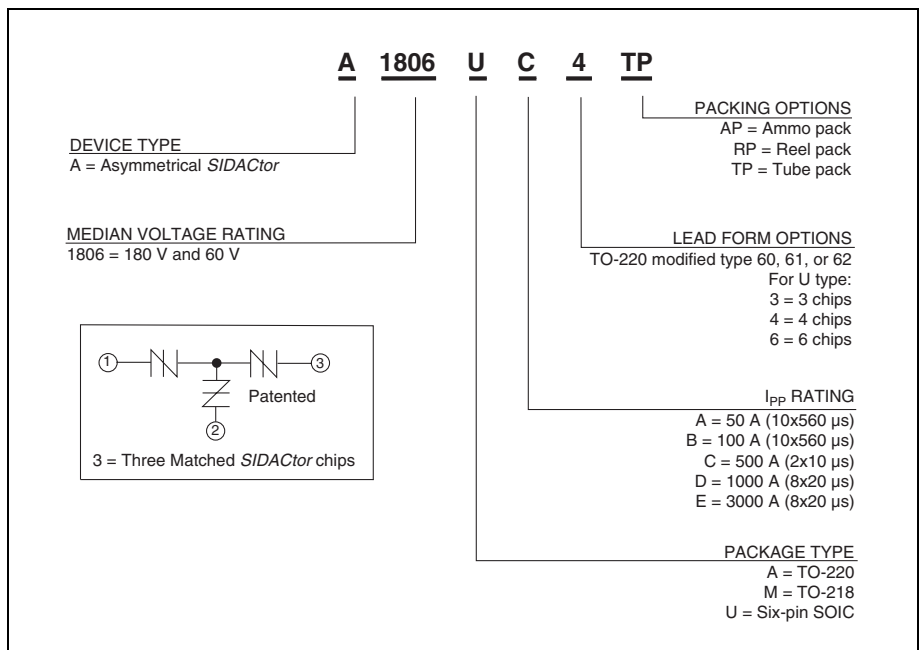 A 1806 U C 4 TP
PACKING OPTIONS
AP = Ammo pack
RP = Reel pack
TP = Tube pack
DEVICE TYPE
A = Asymmetrical SIDACtor
MEDIAN VOLTAGE RATING
1806 = 180 V and 60 V
LEAD FORM OPTIONS
TO-220 modified type 60, 61, or 62
For U type:
3 = 3 chips
4 = 4 chips
6 = 6 chips
1
3
Patented
2
3 = Three Matched SIDACtor chips
IPP RATING
A = 50 A (10x560 µs)
B = 100 A (10x560 µs)
C = 500 A (2x10 µs)
D = 1000 A (8x20 µs)
E = 3000 A (8x20 µs)
PACKAGE TYPE
A = TO-220
M = TO-218
U = Six-pin SOIC